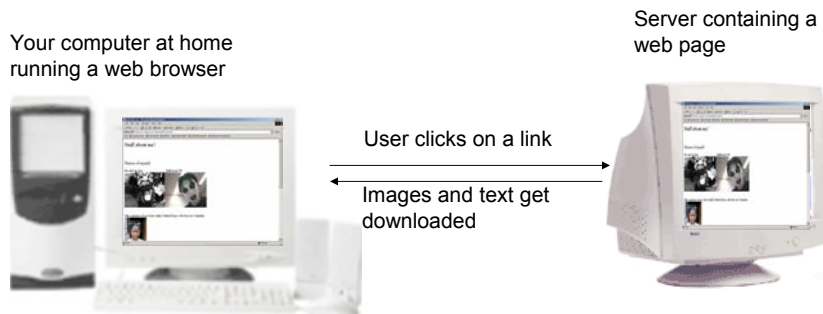 Your computer at home
running a web browser
Server containing a
web page
User clicks on a link
Images and text get
downloaded